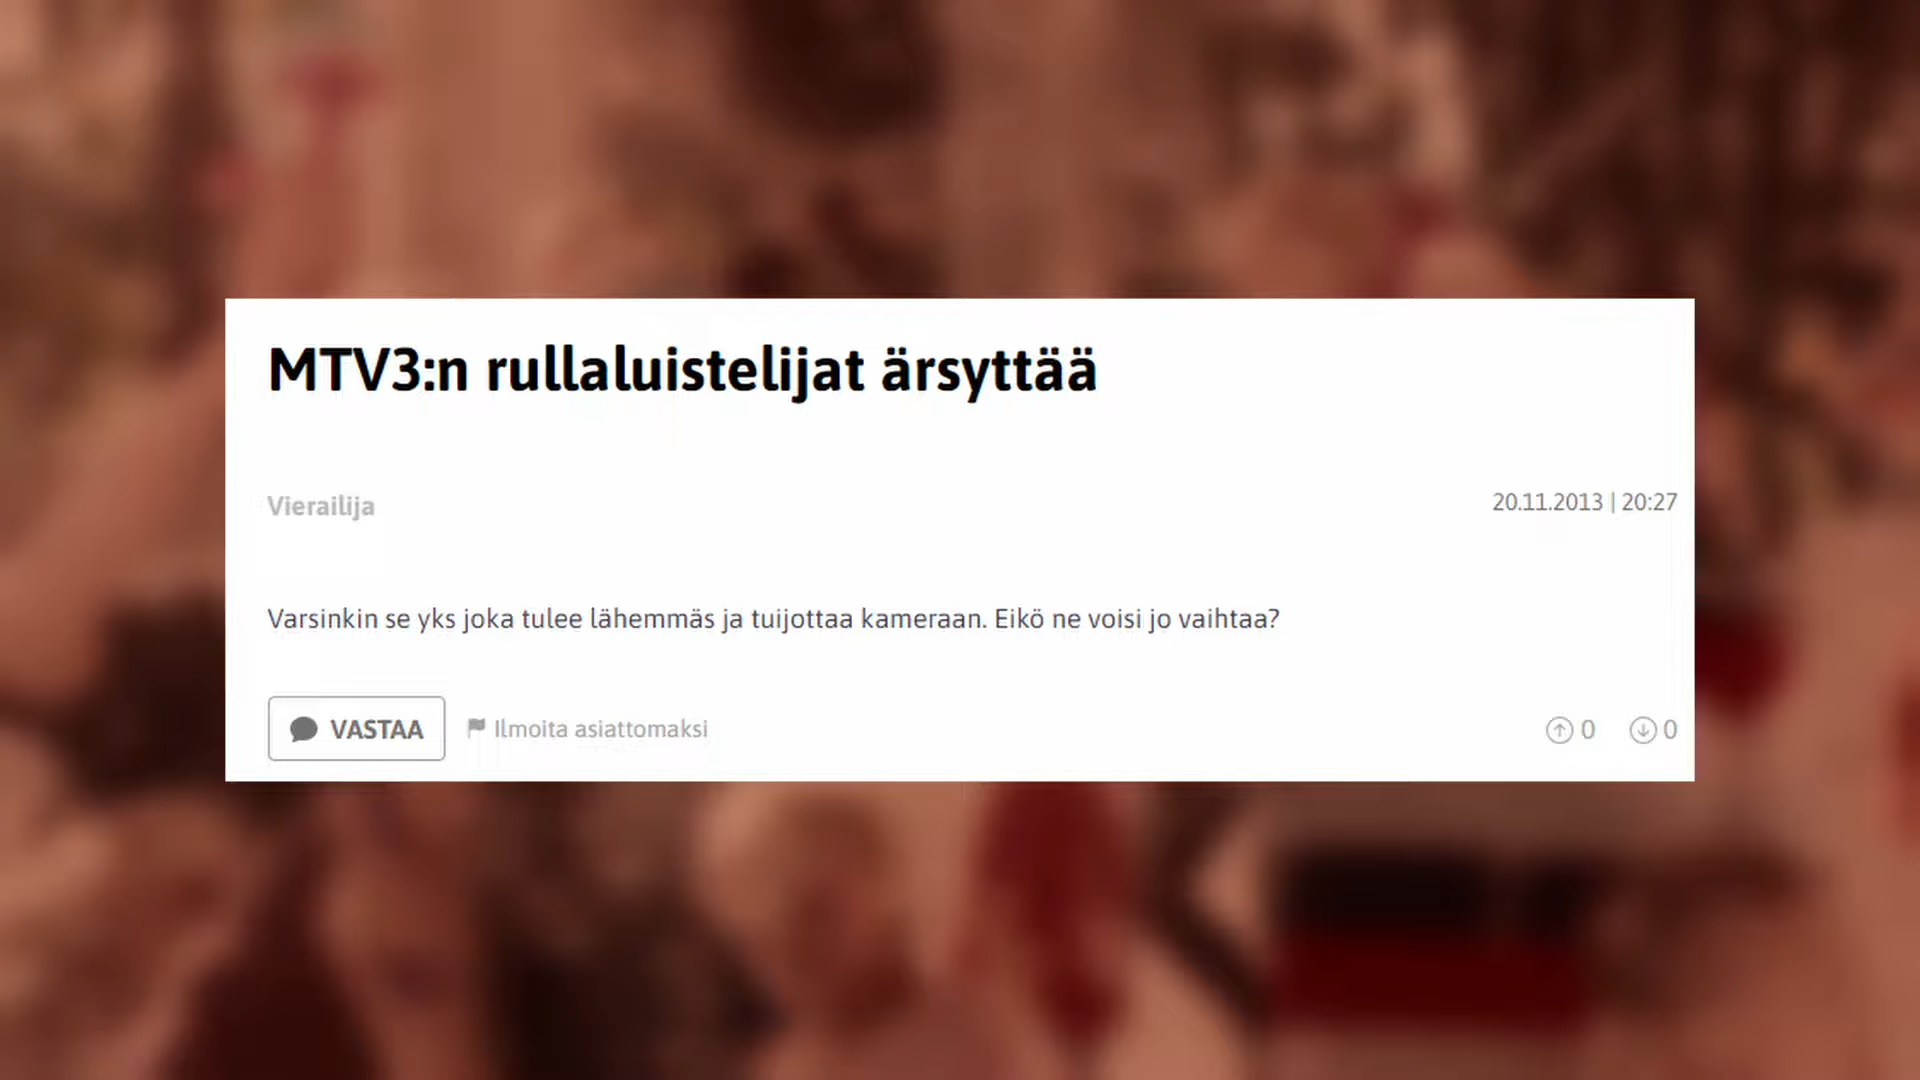 MTV3:n rullaluistelijat ärsyttää
Vierailija
20.11.2013 | 20:27
Varsinkin se yks joka tulee lähemmäs ja tuijottaa kameraan. Eikö ne voisi jo vaihtaa?
VASTAA
Ilmoita asiattomaksi
0
0